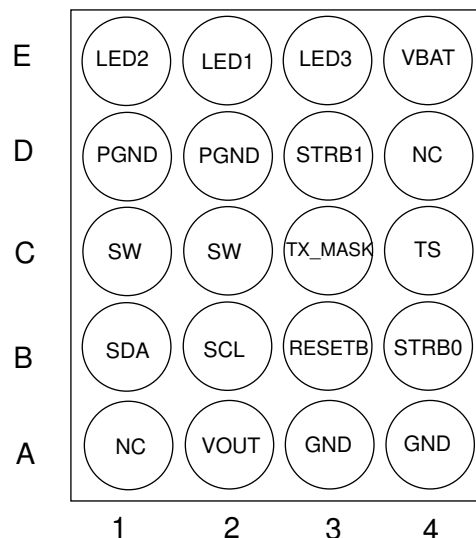 E LED2 LED1 LED3 VBAT
D PGND PGND STRB1 NC
C SW SW TX_MASK TS
B SDA SCL RESETB STRB0
A NC VOUT GND GND
1 2 3 4